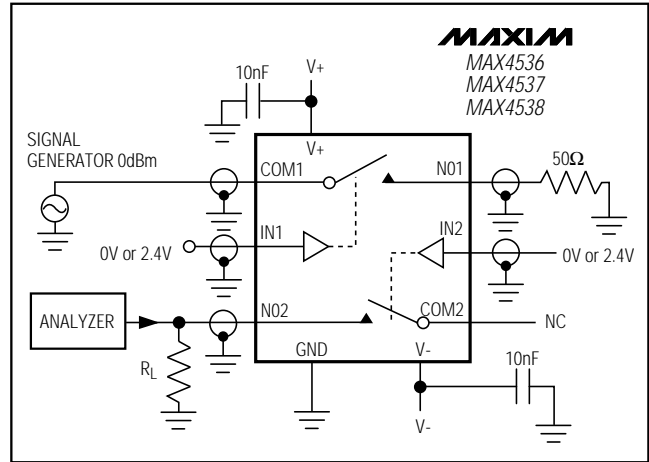 MAXIM
MAX4536
MAX4537
MAX4538
10nF
V+
SIGNAL
GENERATOR 0dBm
V+
COM1
N01
50Ω
IN1
IN2
0V or 2.4V
0V or 2.4V
ANALYZER
N02
COM2
NC
RL
GND
V-
10nF
V-